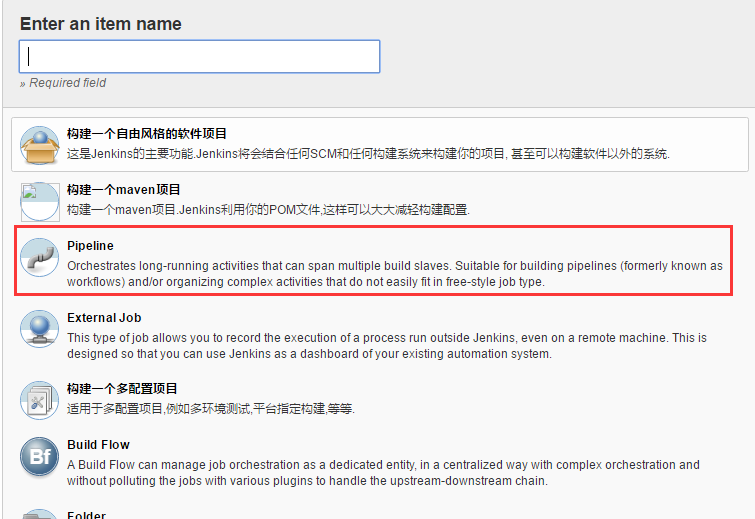 Enter an item name
» Required field
构建一个自由风格的软件项目
这是Jenkins的主要功能.Jenkins将会结合任何SCM和任何构建系统来构建你的项目, 甚至可以构建软件以外的系统.
构建一个maven项目
构建一个maven项目.Jenkins利用你的POM文件,这样可以大大减轻构建配置.
Pipeline
Orchestrates long-running activities that can span multiple build slaves. Suitable for building pipelines (formerly known as
workflows) and/or organizing complex activities that do not easily fit in free-style job type.
External Job
This type of job allows you to record the execution of a process run outside Jenkins, even on a remote machine. This is
designed so that you can use Jenkins as a dashboard of your existing automation system.
构建一个多配置项目
适用于多配置项目,例如多环境测试,平台指定构建,等等.
Bf
Build Flow
A Build Flow can manage job orchestration as a dedicated entity, in a centralized way with complex orchestration and
without polluting the jobs with various plugins to handle the upstream-downstream chain.
Folder